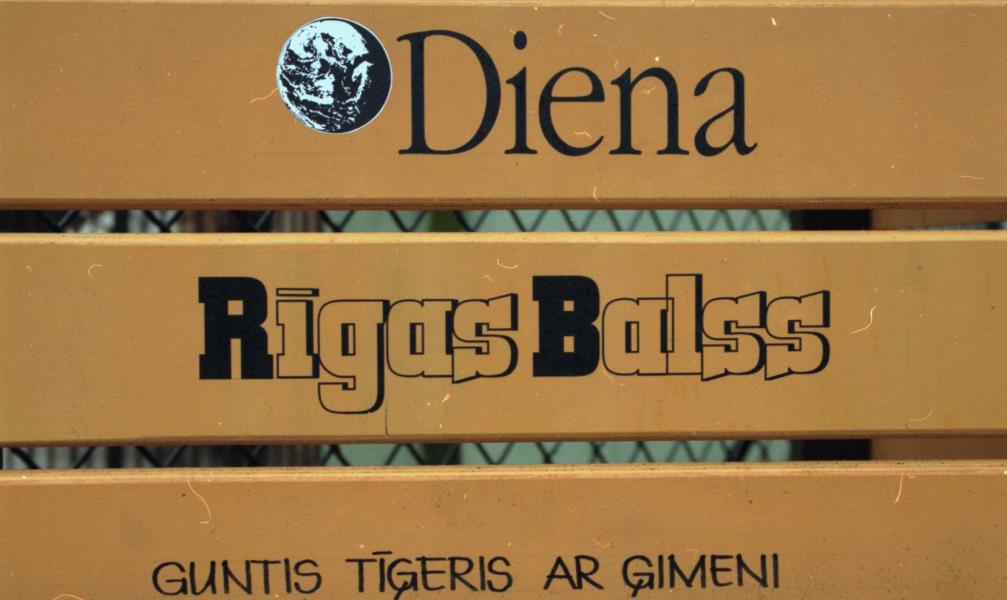 Diena
Rīgas Balss
GUNTIS TĪĢERIS AR ĢIMENI